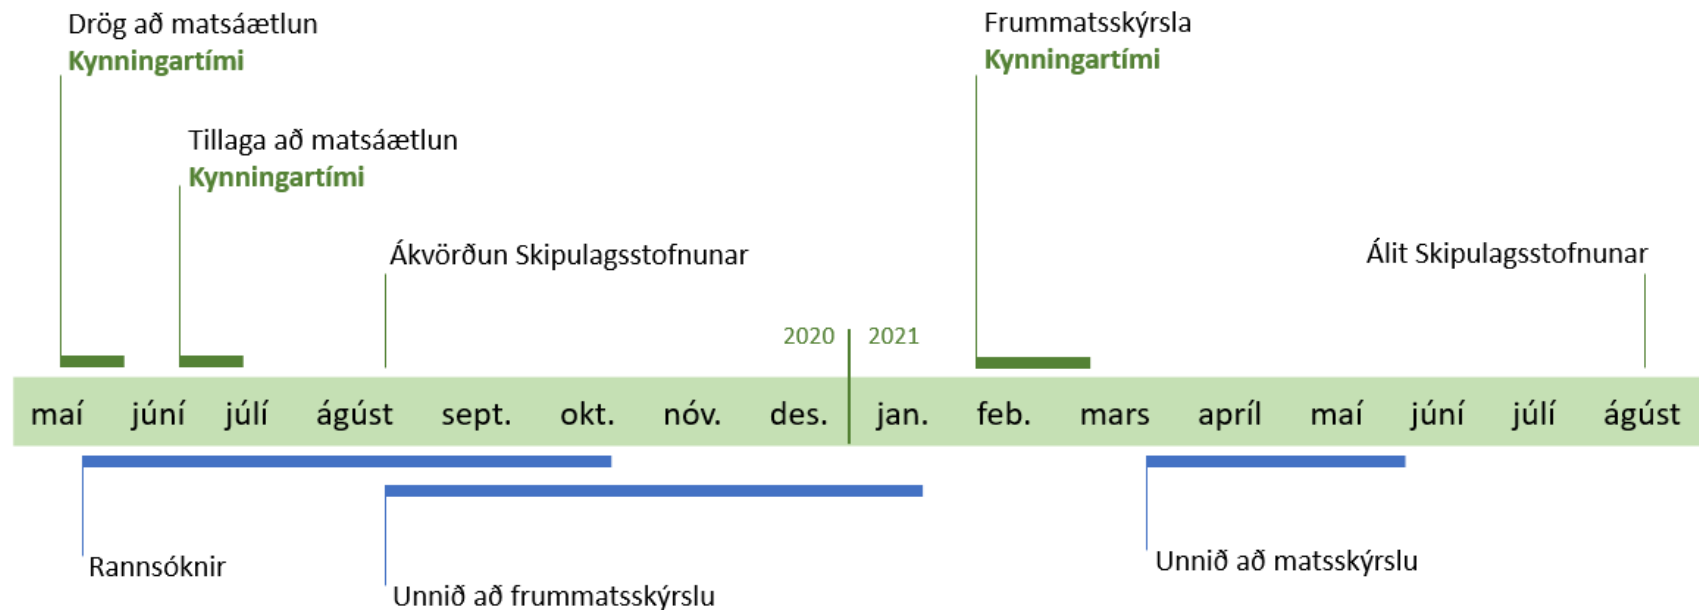 Drög að matsáætlun
Kynningartími
Frummatsskýrsla
Kynningartími
Tillaga að matsáætlun
Kynningartími
Ákvörðun Skipulagsstofnunar
Álit Skipulagsstofnunar
2020 2021
maí júní júlí ágúst sept. okt. nóv. des. jan. feb. mars apríl maí júní júlí ágúst
Rannsóknir
Unnið að frummatsskýrslu
Unnið að matsskýrslu